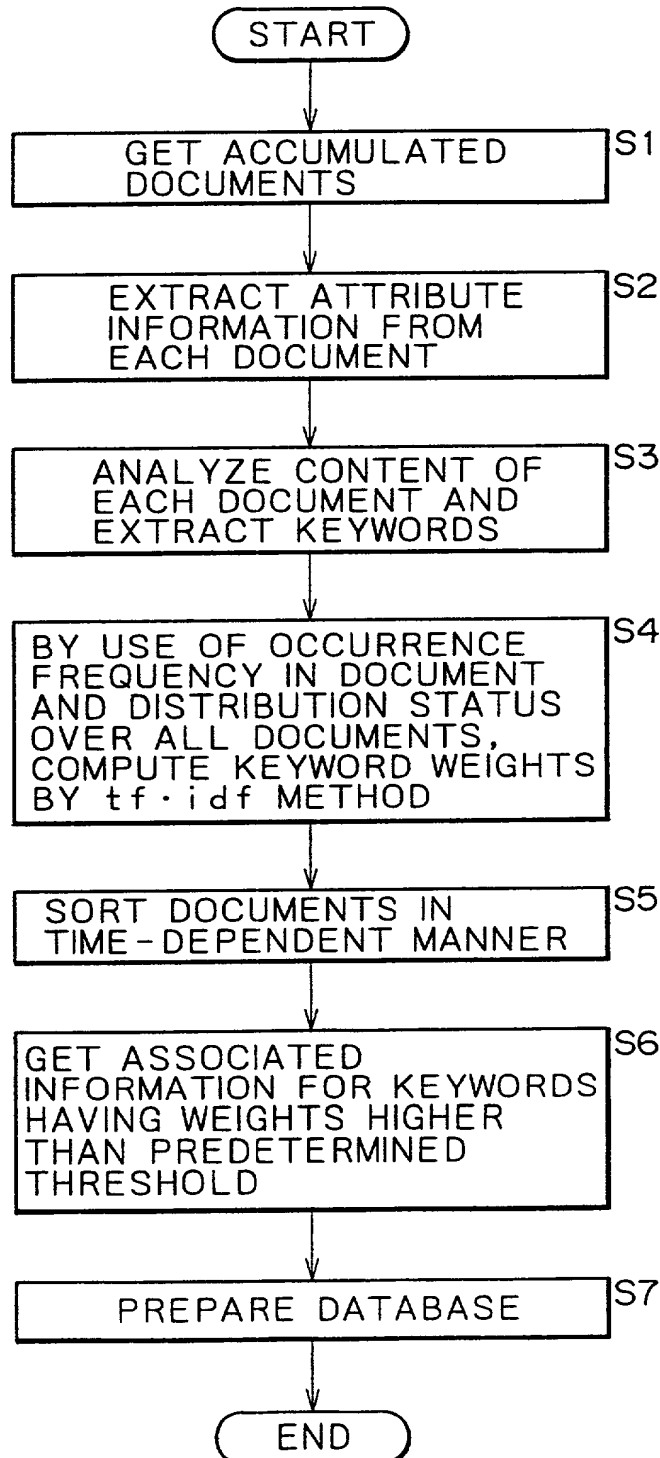 START
S1
GET ACCUMULATED
DOCUMENTS
S2
EXTRACT ATTRIBUTE
INFORMATION FROM
EACH DOCUMENT
S3
ANALYZE CONTENT OF
EACH DOCUMENT AND
EXTRACT KEYWORDS
S4
BY USE OF OCCURRENCE
FREQUENCY IN DOCUMENT
AND DISTRIBUTION STATUS
OVER ALL DOCUMENTS,
COMPUTE KEYWORD WEIGHTS
BY tf・idf METHOD
S5
SORT DOCUMENTS IN
TIME-DEPENDENT MANNER
S6
GET ASSOCIATED
INFORMATION FOR KEYWORDS
HAVING WEIGHTS HIGHER
THAN PREDETERMINED
THRESHOLD
S7
PREPARE DATABASE
END